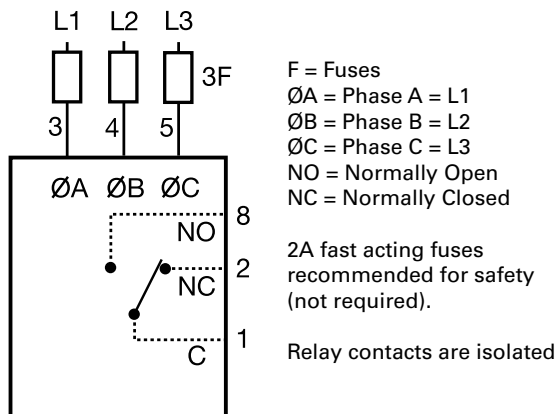 L1 L2 L3
3F
3 4 5
ØA ØB ØC
8
NO
2
NC
1
C
F = Fuses
ØA = Phase A = L1
ØB = Phase B = L2
ØC = Phase C = L3
NO = Normally Open
NC = Normally Closed
2A fast acting fuses
recommended for safety
(not required).
Relay contacts are isolated